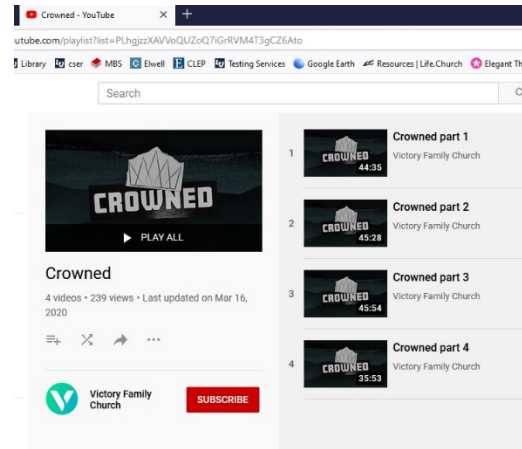 Crowned - YouTube × +
utube.com/playlist?list=PLhgjzzXAVVoQUZoQ7iGrRVM4T3gCZ6Ato
Library cser MBS Elwell CLEP Testing Services Google Earth Resources | Life.Church Elegant Th
Search
CROWNED
PLAY ALL
Crowned
4 videos • 239 views • Last updated on Mar 16,
2020
Victory Family
Church
SUBSCRIBE
1
CROWNED
44:35
Crowned part 1
Victory Family Church
2
CROWNED
45:28
Crowned part 2
Victory Family Church
3
CROWNED
45:54
Crowned part 3
Victory Family Church
4
CROWNED
35:53
Crowned part 4
Victory Family Church